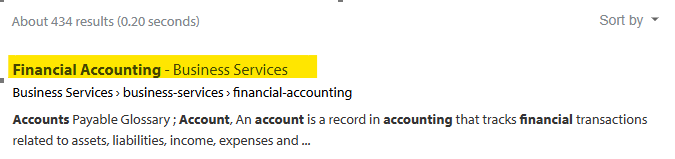 About 434 results (0.20 seconds)
Sort by
Financial Accounting - Business Services
Business Services › business-services › financial-accounting
Accounts Payable Glossary ; Account, An account is a record in accounting that tracks financial transactions
related to assets, liabilities, income, expenses and ...